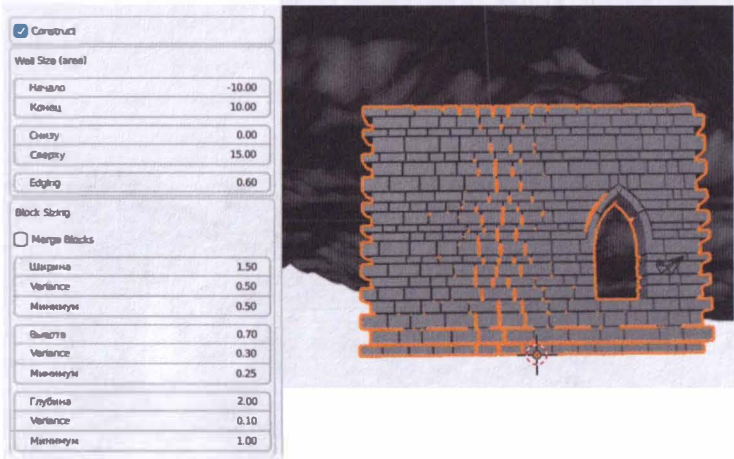 Construct
Wall Size (area)
Начало -10.00
Конец 10.00
Снизу 0.00
Сверху 15.00
Edging 0.60
Block Sizing
Merge Blocks
Ширина 1.50
Variance 0.50
Минимум 0.50
Высота 0.70
Variance 0.30
Минимум 0.25
Глубина 2.00
Variance 0.10
Минимум 1.00